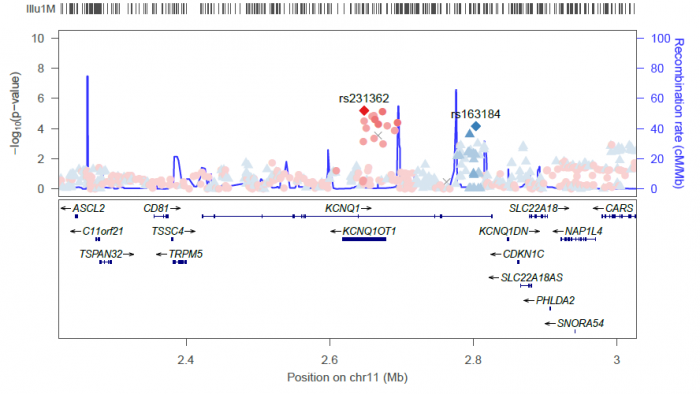 Illu1M
10
8
6
4
2
0
−log₁₀(p−value)
100
80
60
40
20
0
Recombination rate (cM/Mb)
rs231362
rs163184
←ASCL2
CD81→
KCNQ1→
SLC22A18→
←CARS
←C11orf21
TSSC4→
←KCNQ1OT1
KCNQ1DN→
←NAP1L4
TSPAN32→
←TRPM5
←CDKN1C
←SLC22A18AS
←PHLDA2
←SNORA54
2.4
2.6
2.8
3
Position on chr11 (Mb)